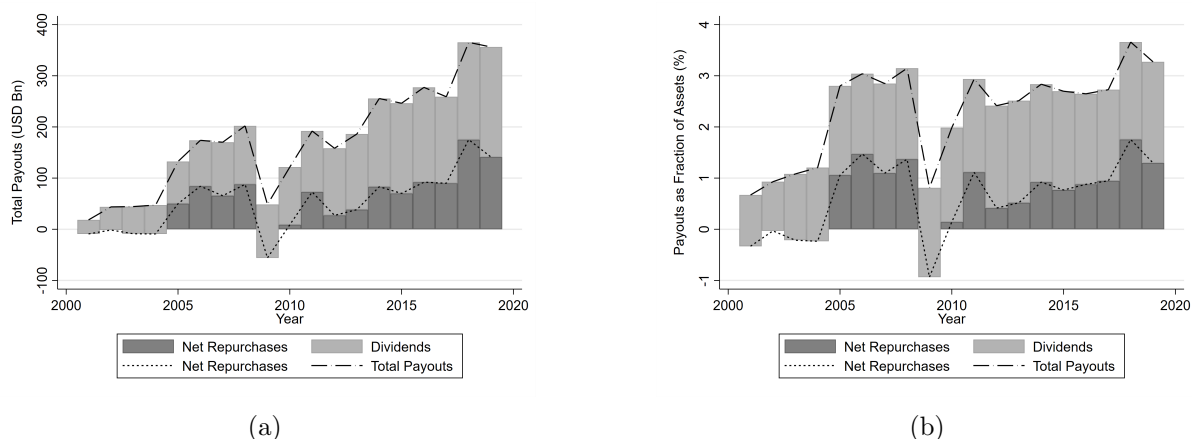 Total Payouts (USD Bn)
400
300
200
100
0
-100
2000 2005 2010 2015 2020
Year
Net Repurchases Dividends
Net Repurchases Total Payouts
(a)
Payouts as Fraction of Assets (%)
4
3
2
1
0
-1
2000 2005 2010 2015 2020
Year
Net Repurchases Dividends
Net Repurchases Total Payouts
(b)